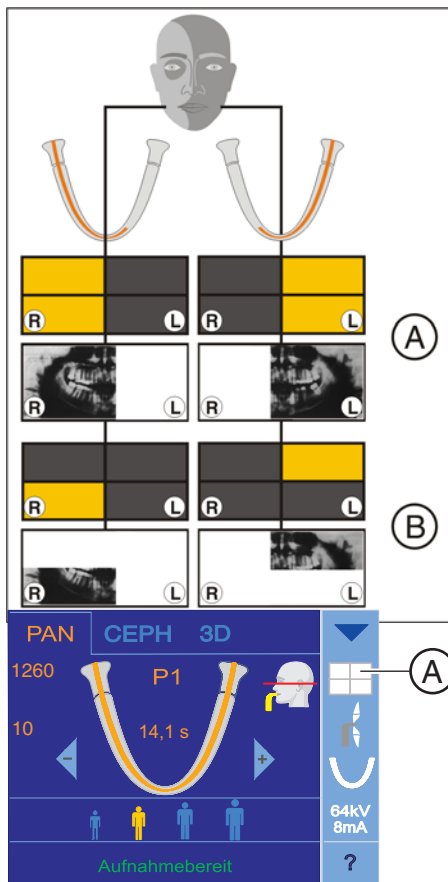 R L R L
A
R L R L
R L R L
B
R L R L
PAN CEPH 3D
A
1260 P1
10 14,1 s
- +
64kV
8mA
Aufnahmebereit ?